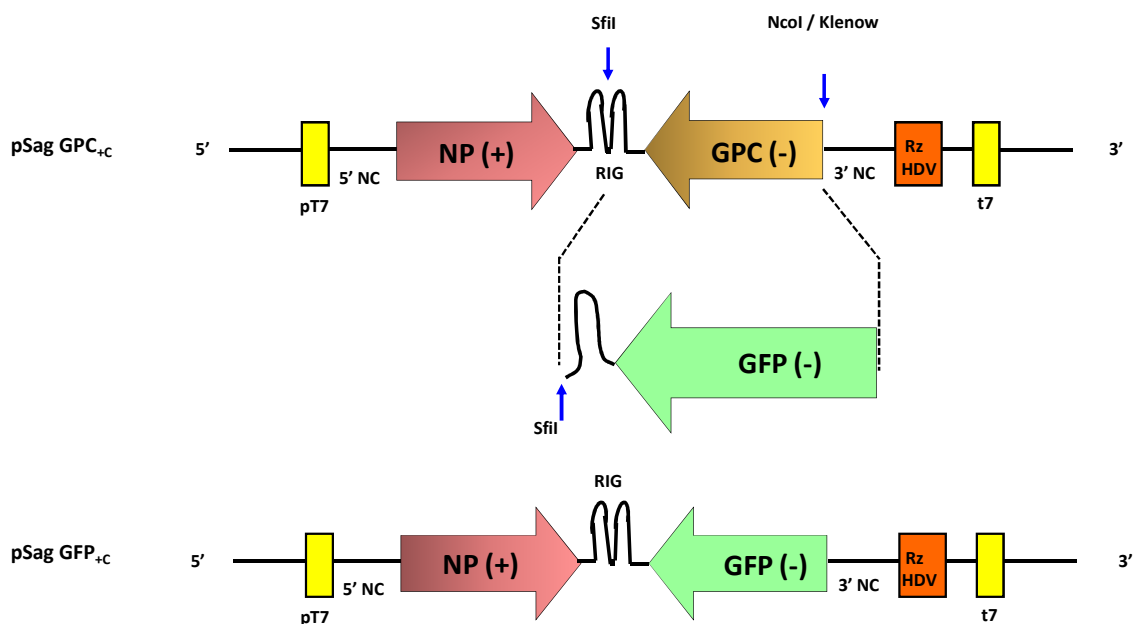 SfiI
NcoI / Klenow
pSag GPC+C
5’
NP (+)
GPC (-)
Rz
HDV
3’
5’ NC
RIG
3’ NC
pT7
t7
GFP (-)
SfiI
RIG
pSag GFP+C
5’
NP (+)
GFP (-)
Rz
HDV
3’
5’ NC
3’ NC
pT7
t7